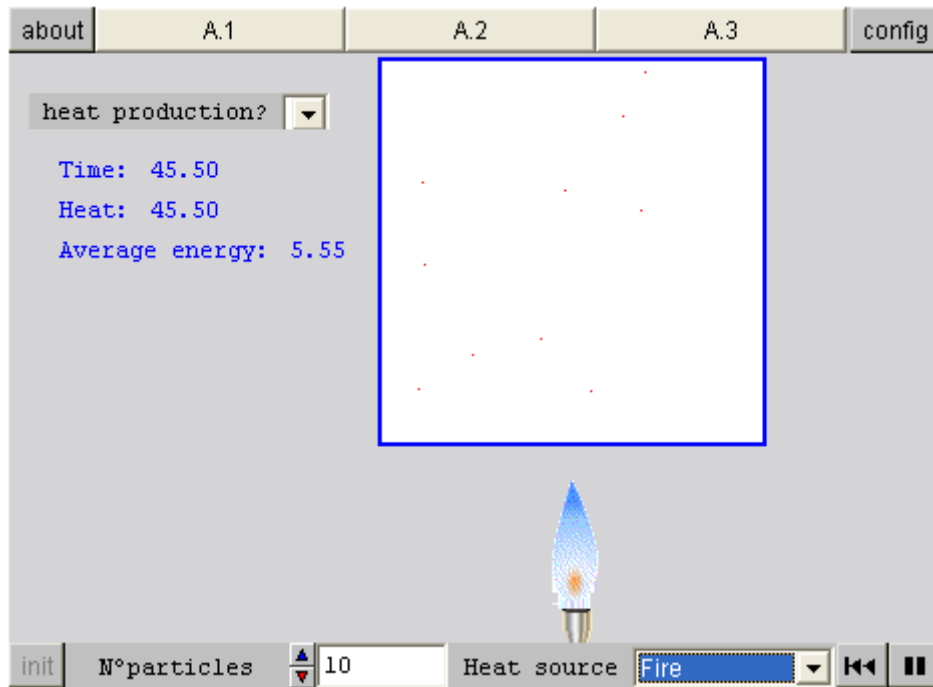 about A.1 A.2 A.3 config
heat production?
Time: 45.50
Heat: 45.50
Average energy: 5.55
init Nºparticles 10 Heat source Fire